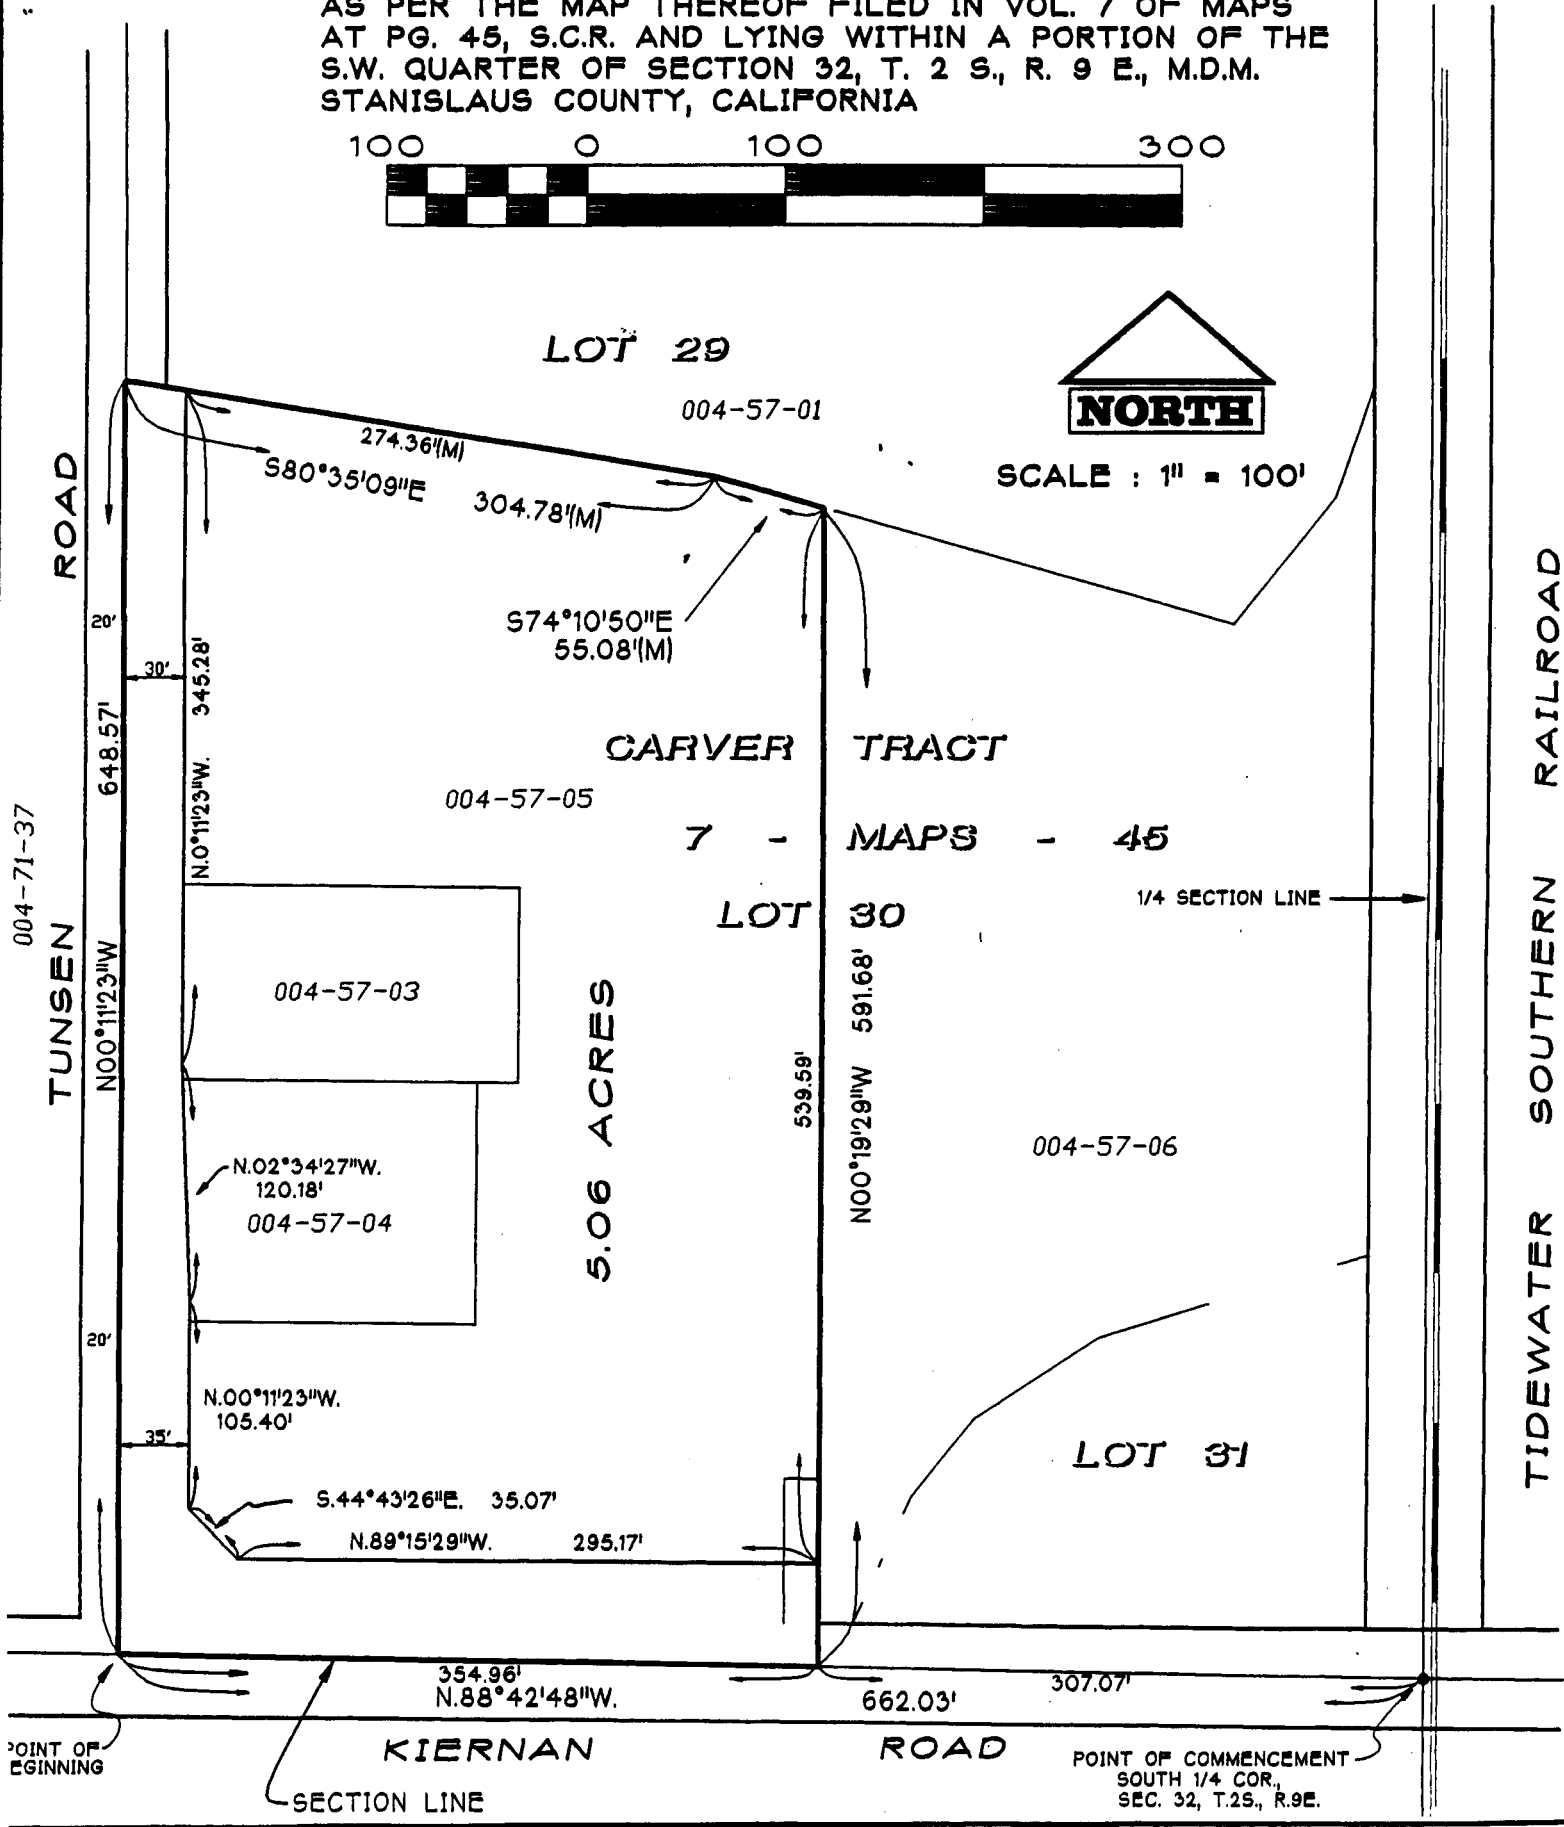 AS PER THE MAP THEREOF FILED IN VOL. 7 OF MAPS
AT PG. 45, S.C.R. AND LYING WITHIN A PORTION OF THE
S.W. QUARTER OF SECTION 32, T. 2 S., R. 9 E., M.D.M.
STANISLAUS COUNTY, CALIFORNIA
100 0 100 300
LOT 29
004-57-01
NORTH
SCALE : 1" = 100'
274.36'(M)
S80°35'09"E
304.78'(M)
S74°10'50"E
55.08'(M)
TUNSEN ROAD
004-71-37
20'
30'
648.57'
N00°11'23"W
N.0°11'23"W. 345.28'
CARVER TRACT
004-57-05
7 - MAPS - 45
LOT 30
1/4 SECTION LINE
004-57-03
5.06 ACRES
539.59'
N00°19'29"W 591.68'
004-57-06
N.02°34'27"W.
120.18'
004-57-04
20'
N.00°11'23"W.
105.40'
35'
LOT 31
S.44°43'26"E. 35.07'
N.89°15'29"W. 295.17'
TIDEWATER SOUTHERN RAILROAD
354.96'
N.88°42'48"W.
662.03'
307.07'
POINT OF
EGINNING
KIERNAN ROAD
SECTION LINE
POINT OF COMMENCEMENT
SOUTH 1/4 COR.,
SEC. 32, T.2S., R.9E.